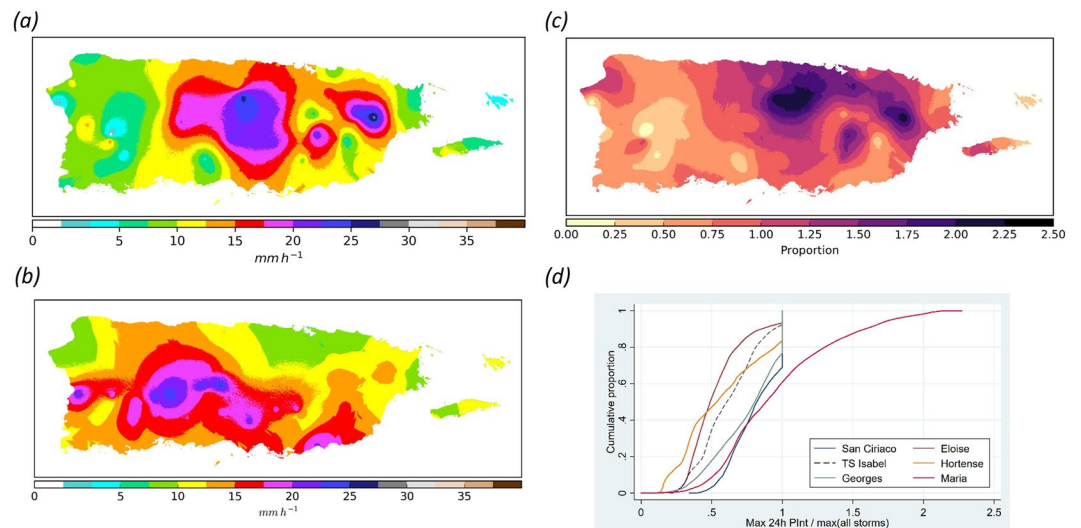 (a)
0 5 10 15 20 25 30 35
mm h⁻¹
(b)
0 5 10 15 20 25 30 35
mm h⁻¹
(c)
0.00 0.25 0.50 0.75 1.00 1.25 1.50 1.75 2.00 2.25 2.50
Proportion
(d)
Cumulative proportion
1
.8
.6
.4
.2
0
San Ciriaco Eloise
TS Isabel Hortense
Georges Maria
0 .5 1 1.5 2 2.5
Max 24h PInt / max(all storms)